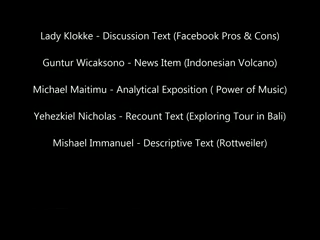 Lady Klokke - Discussion Text (Facebook Pros & Cons)
Guntur Wicaksono - News Item (Indonesian Volcano)
Michael Maitimu - Analytical Exposition ( Power of Music)
Yehezkiel Nicholas - Recount Text (Exploring Tour in Bali)
Mishael Immanuel - Descriptive Text (Rottweiler)